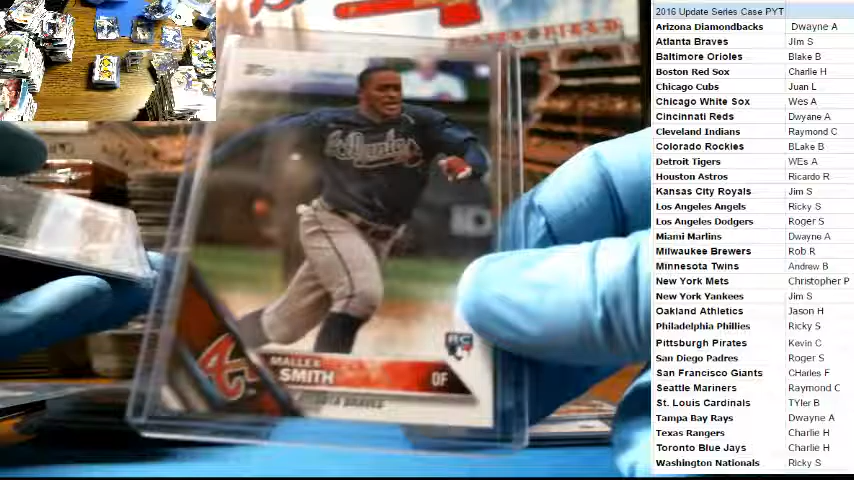 2016 Update Series Case PYT
Arizona Diamondbacks Dwayne A
Atlanta Braves JIm S
Baltimore Orioles Blake B
Boston Red Sox Charlie H
Chicago Cubs Juan L
Chicago White Sox Wes A
Cincinnati Reds Dwyane A
Cleveland Indians Raymond C
Colorado Rockies BLake B
Detroit Tigers WEs A
Houston Astros Ricardo R
Kansas City Royals Jim S
Los Angeles Angels Ricky S
Los Angeles Dodgers Roger S
Miami Marlins Dwayne A
Milwaukee Brewers Rob R
Minnesota Twins Andrew B
New York Mets Christopher P
New York Yankees Jim S
Oakland Athletics Jason H
Philadelphia Phillies Ricky S
Pittsburgh Pirates Kevin C
San Diego Padres Roger S
San Francisco Giants CHarles F
Seattle Mariners Raymond C
St. Louis Cardinals TYler B
Tampa Bay Rays Dwayne A
Texas Rangers Charlie H
Toronto Blue Jays Charlie H
Washington Nationals RIcky S
Topps
Atlanta
MALLEX
SMITH OF
RC
ATLANTA BRAVES